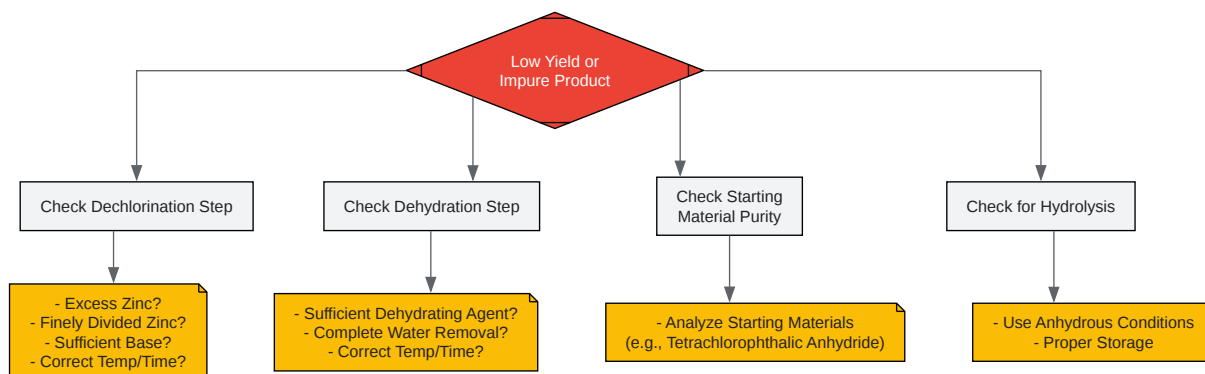 Low Yield or
Impure Product
Check Dechlorination Step
Check Dehydration Step
Check Starting
Material Purity
Check for Hydrolysis
- Excess Zinc?
- Finely Divided Zinc?
- Sufficient Base?
- Correct Temp/Time?
- Sufficient Dehydrating Agent?
- Complete Water Removal?
- Correct Temp/Time?
- Analyze Starting Materials
(e.g., Tetrachlorophthalic Anhydride)
- Use Anhydrous Conditions
- Proper Storage